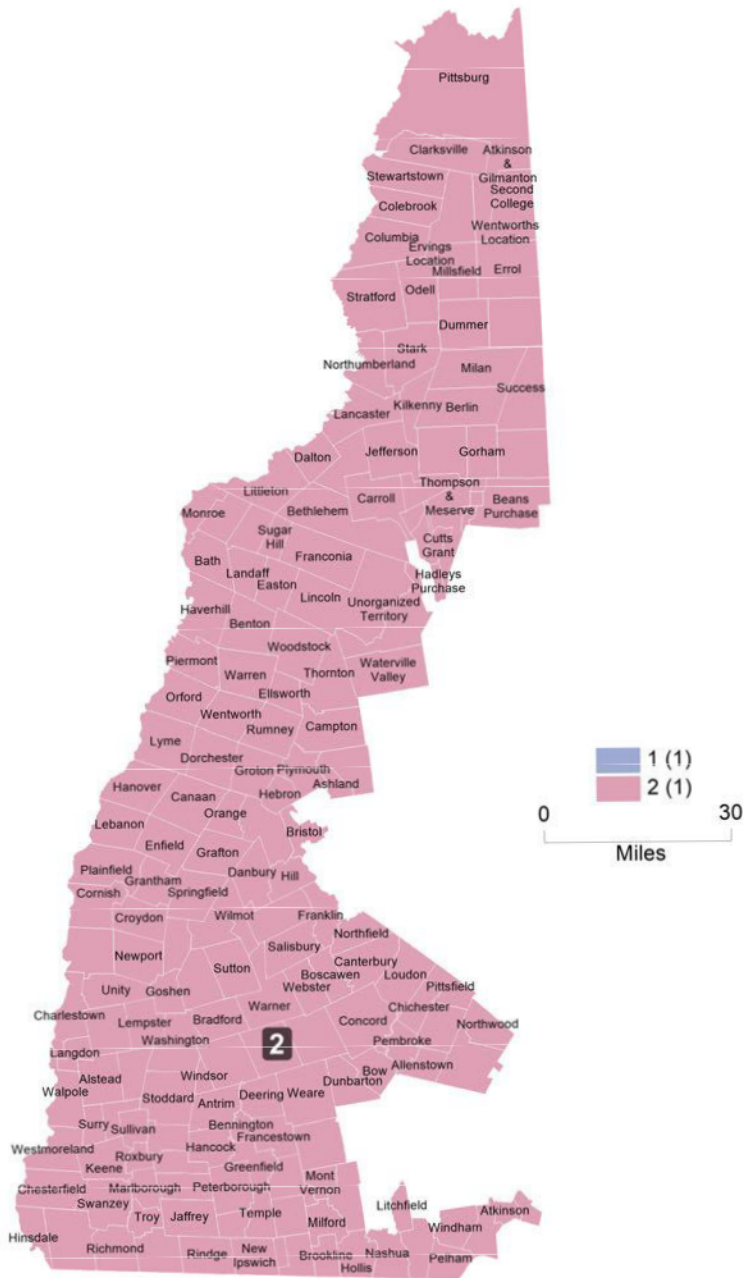 Pittsburg
Clarksville
Atkinson
&
Gilmanton
Second
College
Stewartstown
Colebrook
Wentworths
Location
Columbia
Ervings
Location
Millsfield
Errol
Odell
Stratford
Dummer
Stark
Northumberland
Milan
Success
Kilkenny
Berlin
Lancaster
Jefferson
Gorham
Dalton
Thompson
&
Meserve
Littleton
Carroll
Beans
Purchase
Monroe
Bethlehem
Sugar
Hill
Cutts
Grant
Bath
Franconia
Landaff
Easton
Hadleys
Purchase
Lincoln
Unorganized
Territory
Haverhill
Benton
Woodstock
Piermont
Waterville
Valley
Warren
Thornton
Orford
Ellsworth
Wentworth
Rumney
Campton
Lyme
Dorchester
Groton
Plymouth
Ashland
Hanover
Hebron
Canaan
Orange
Lebanon
Bristol
Enfield
Grafton
Plainfield
Grantham
Danbury
Hill
Cornish
Springfield
Croydon
Wilmot
Franklin
Northfield
Salisbury
Newport
Canterbury
Sutton
Boscawen
Loudon
Webster
Pittsfield
Unity
Goshen
Warner
Chichester
Charlestown
Lempster
Bradford
Concord
Northwood
Washington
Pembroke
2
Langdon
Bow
Allenstown
Windsor
Dunbarton
Alstead
Walpole
Stoddard
Antrim
Deering
Weare
Surry
Sullivan
Bennington
Francestown
Westmoreland
Roxbury
Hancock
Keene
Greenfield
Mont
Vernon
Chesterfield
Marlborough
Peterborough
Swanzey
Litchfield
Atkinson
Troy
Jaffrey
Temple
Milford
Windham
Hinsdale
Richmond
Rindge
New
Ipswich
Brookline
Hollis
Nashua
Pelham
1 (1)
2 (1)
0 30
Miles